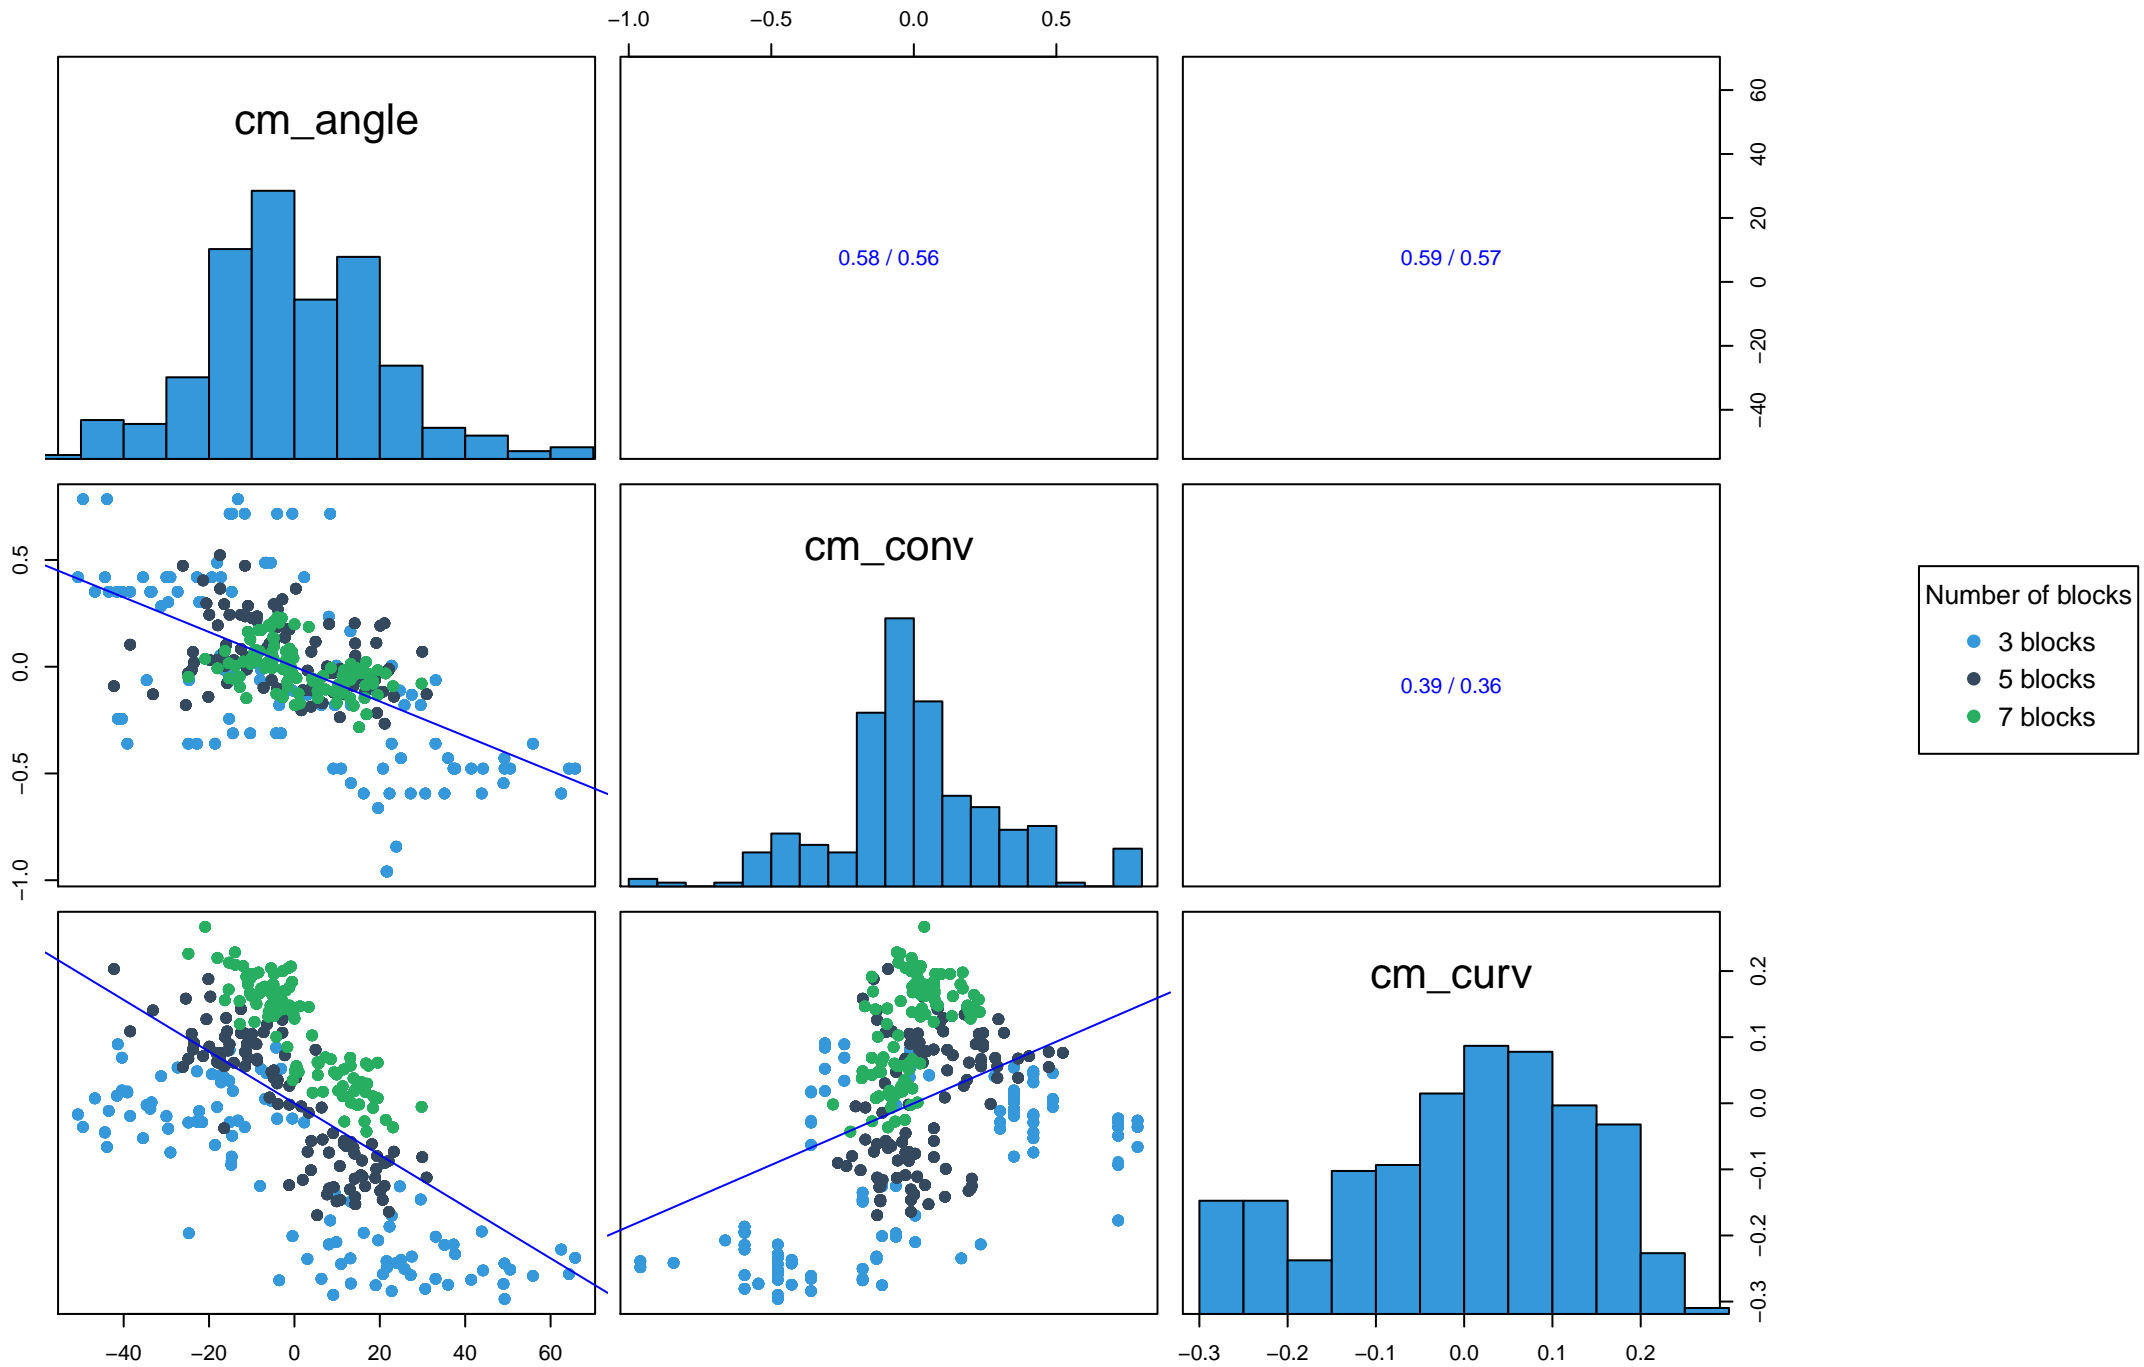 −1.0 −0.5 0.0 0.5
cm_angle
0.58 / 0.56
0.59 / 0.57
60
40
20
0
−20
−40
0.5
0.0
−0.5
−1.0
cm_conv
0.39 / 0.36
Number of blocks
3 blocks
5 blocks
7 blocks
cm_curv
0.2
0.1
0.0
−0.1
−0.2
−0.3
−40 −20 0 20 40 60
−0.3 −0.2 −0.1 0.0 0.1 0.2